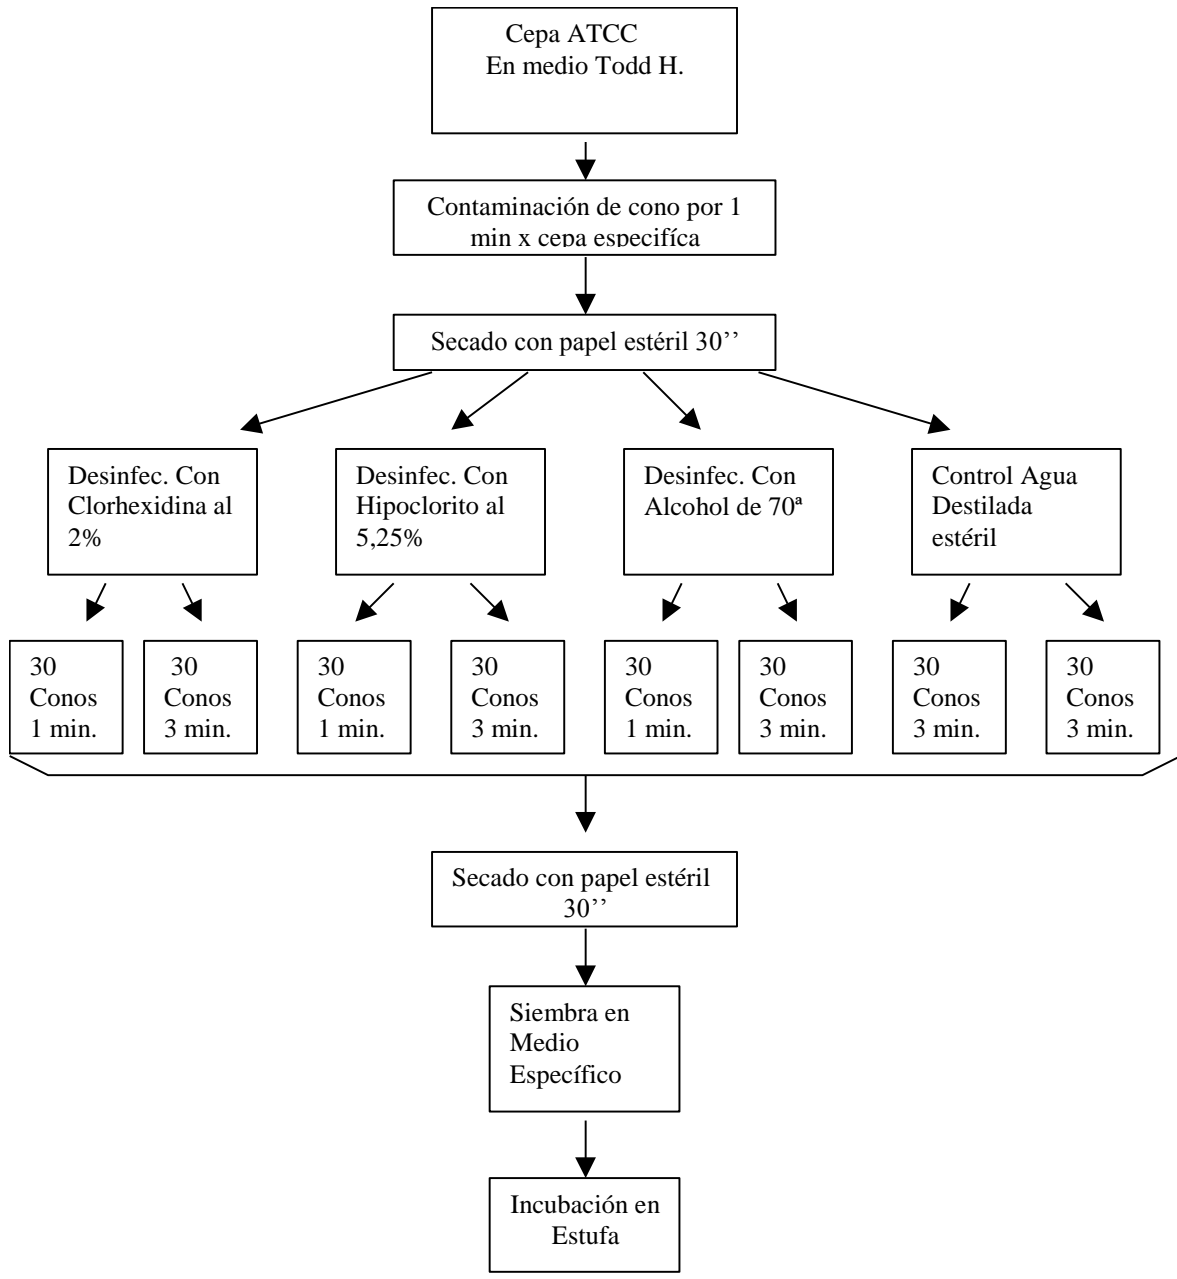 Cepa ATCC
En medio Todd H.
Contaminación de cono por 1
min x cepa especifíca
Secado con papel estéril 30’’
Desinfec. Con
Clorhexidina al
2%
Desinfec. Con
Hipoclorito al
5,25%
Desinfec. Con
Alcohol de 70ª
Control Agua
Destilada
estéril
30
Conos
1 min.
30
Conos
3 min.
30
Conos
1 min.
30
Conos
3 min.
30
Conos
1 min.
30
Conos
3 min.
30
Conos
3 min.
30
Conos
3 min.
Secado con papel estéril
30’’
Siembra en
Medio
Específico
Incubación en
Estufa